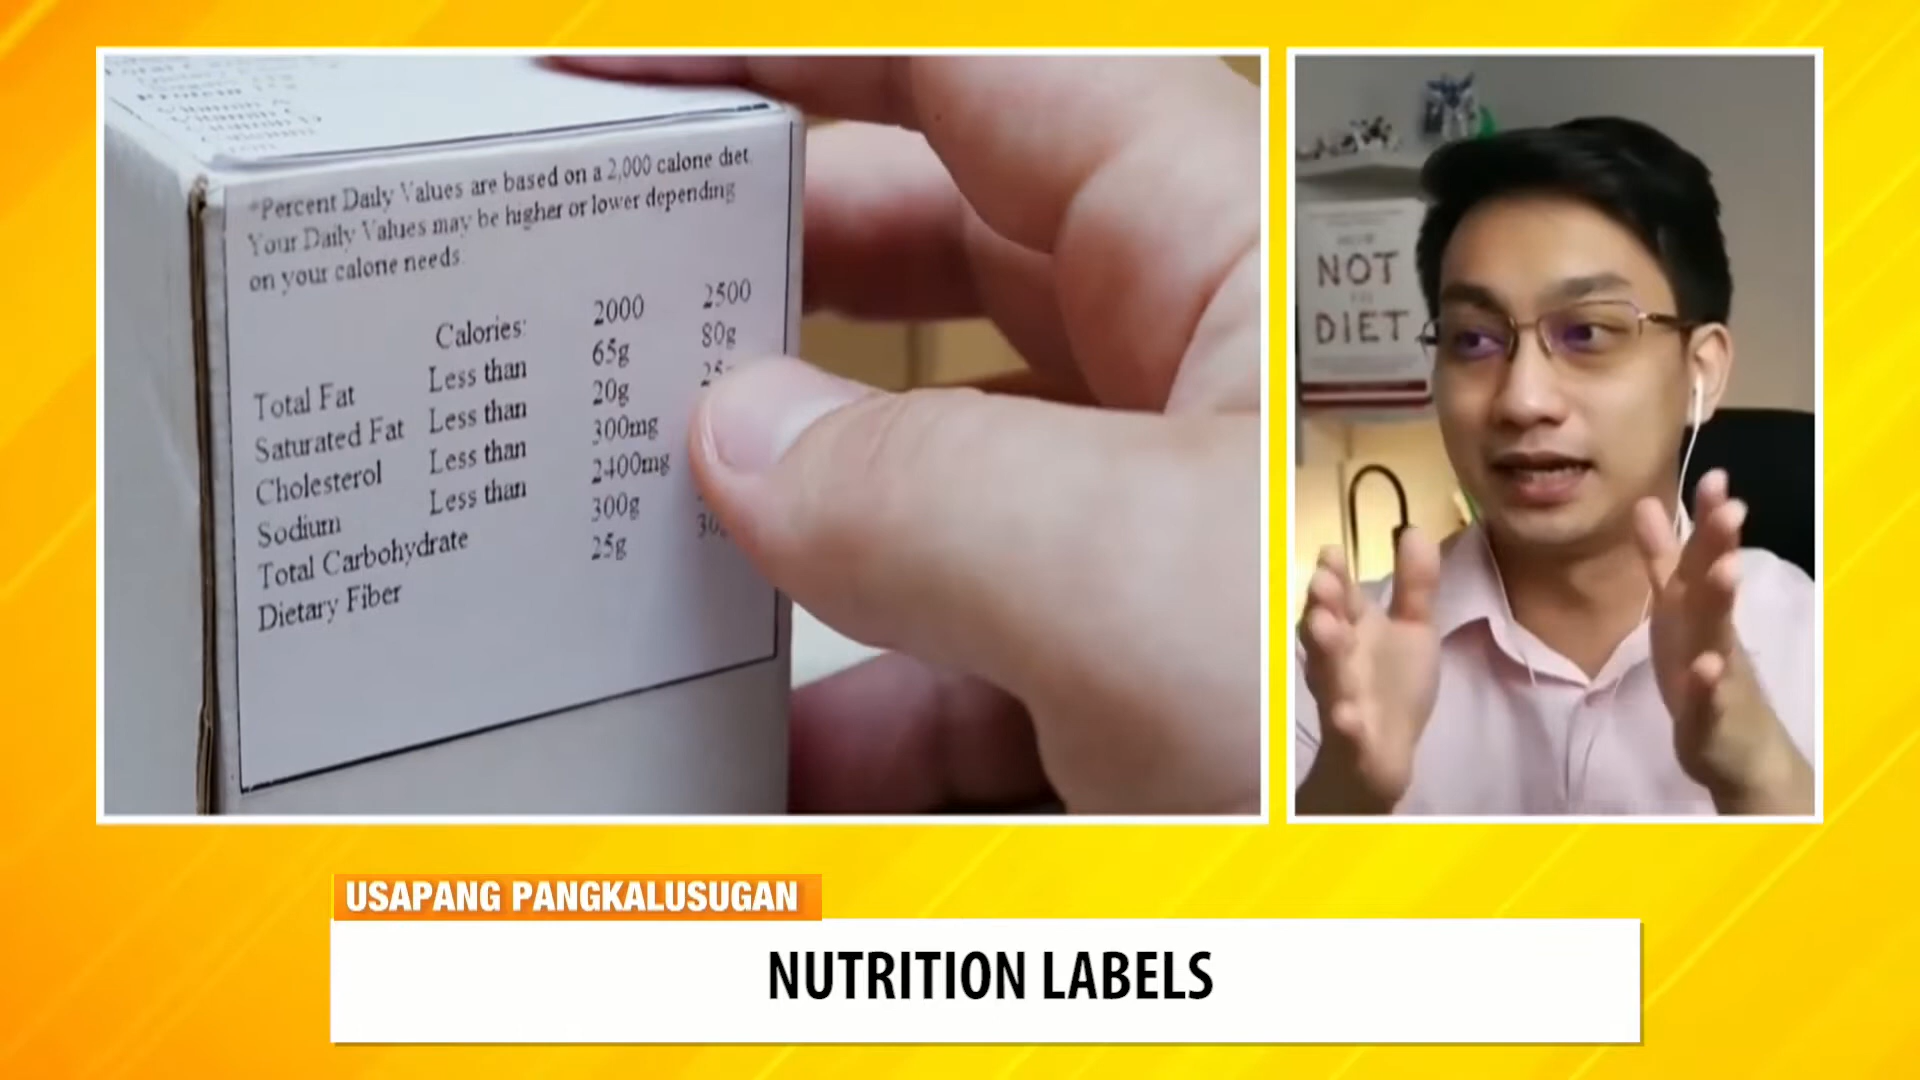 *Percent Daily Values are based on a 2,000 calorie diet.
Your Daily Values may be higher or lower depending
on your calorie needs.
Calories: 2000 2500
Total Fat Less than 65g 80g
Saturated Fat Less than 20g
Cholesterol Less than 300mg
Sodium Less than 2400mg
Total Carbohydrate 300g
Dietary Fiber 25g
NOT
DIET
USAPANG PANGKALUSUGAN
NUTRITION LABELS